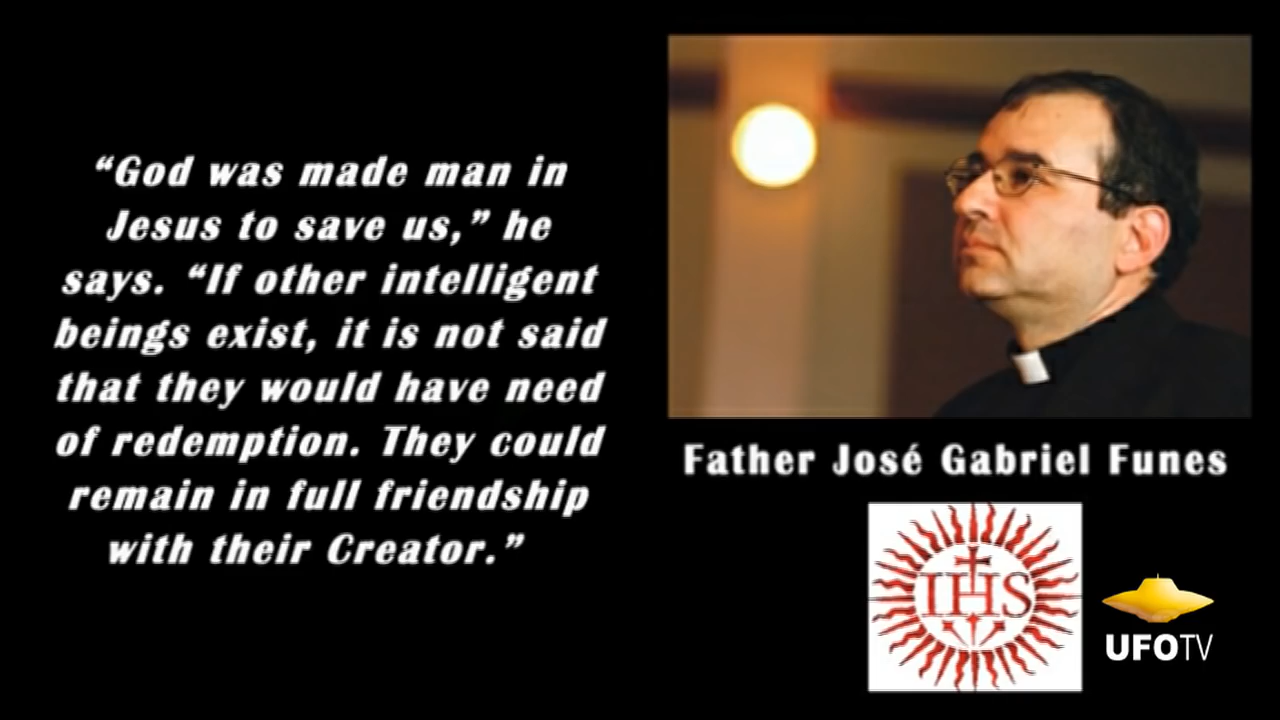 “God was made man in
Jesus to save us,” he
says. “If other intelligent
beings exist, it is not said
that they would have need
of redemption. They could
remain in full friendship
with their Creator.”
Father José Gabriel Funes
IHS
UFOTV